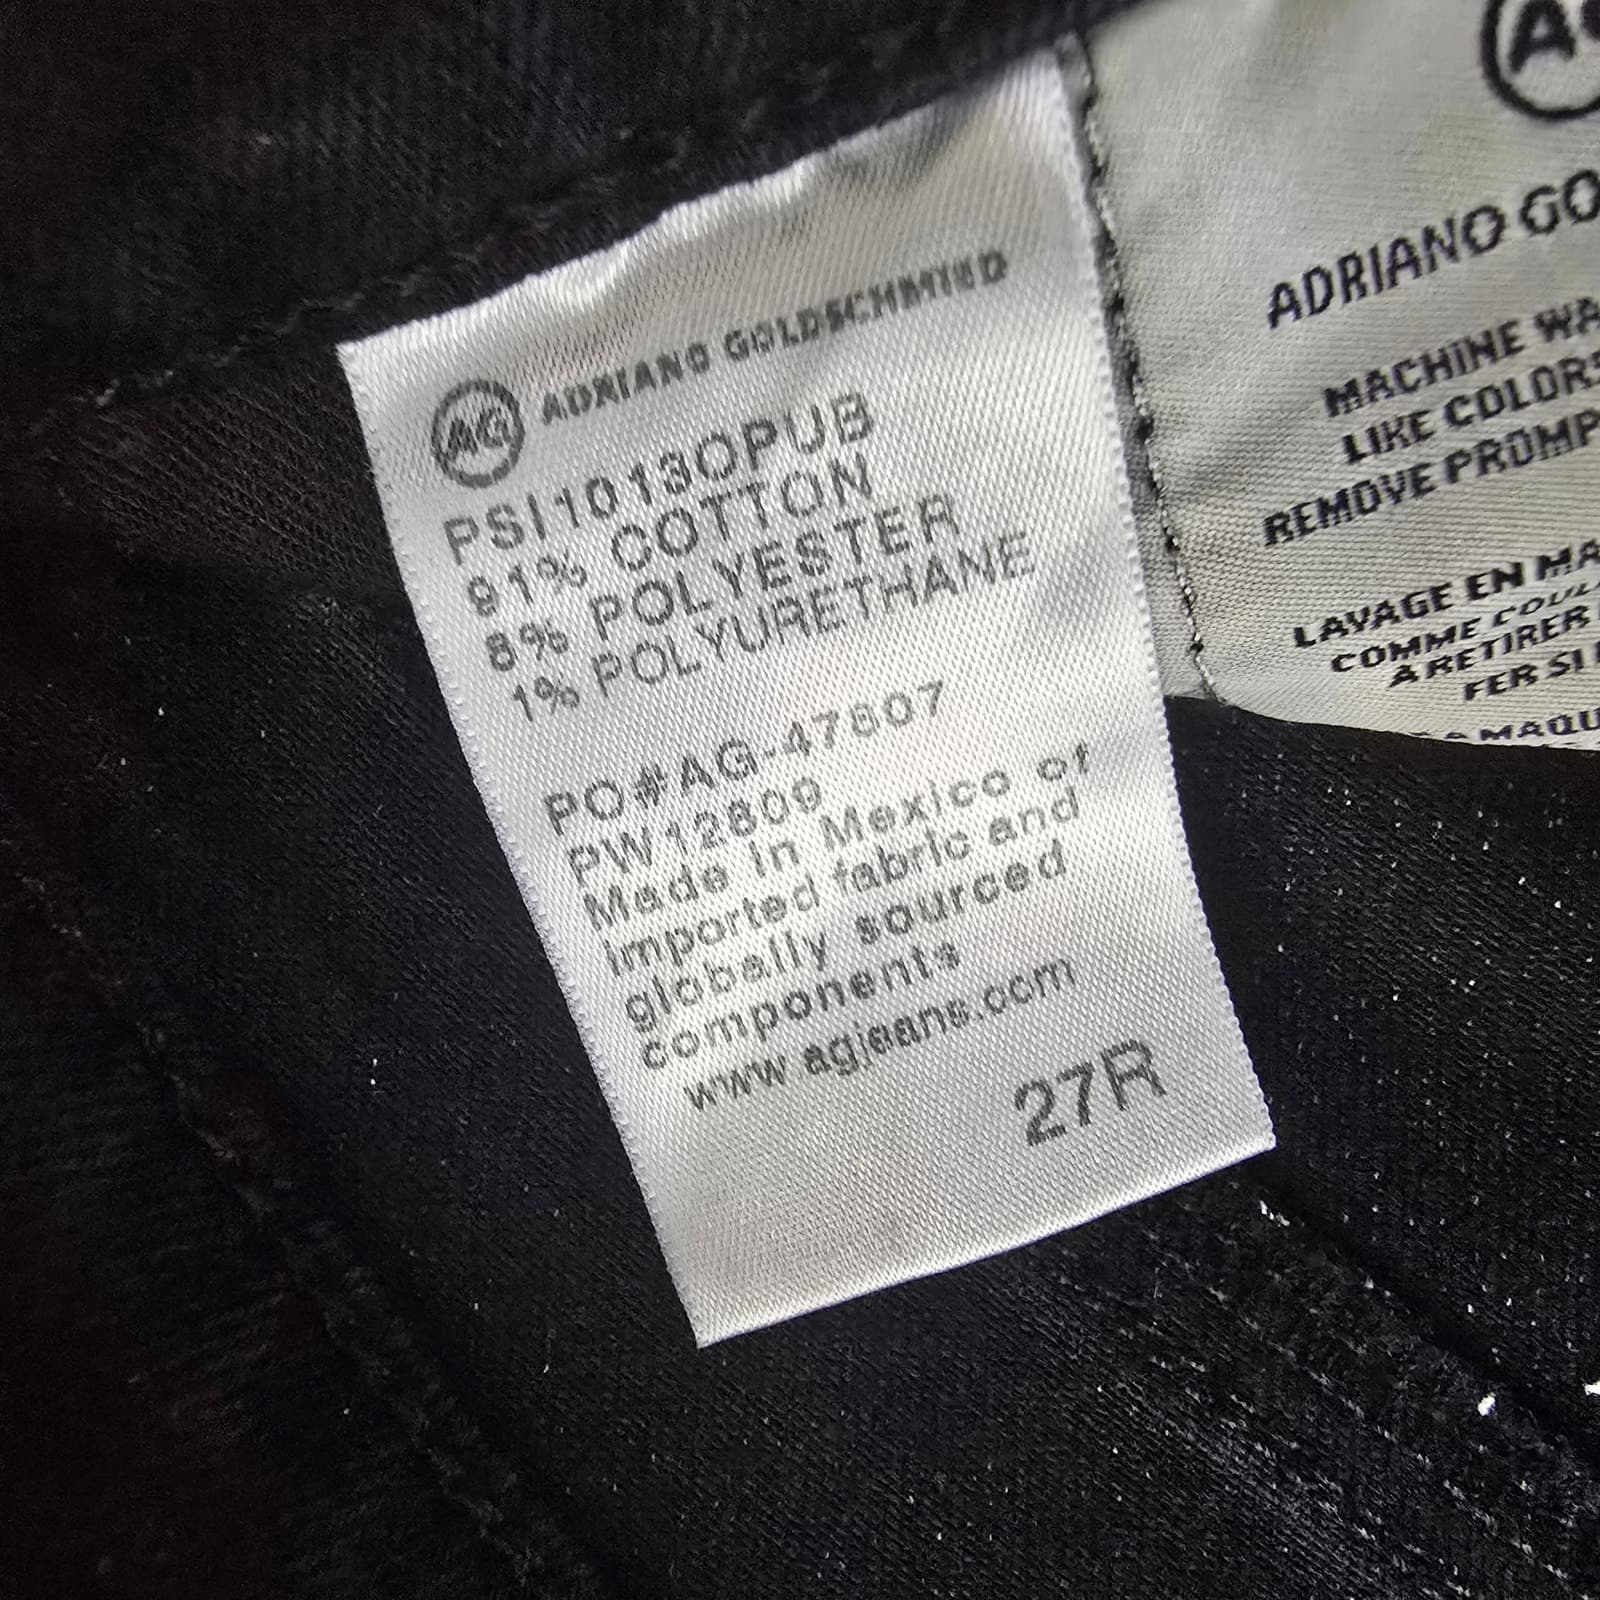 AG ADRIANO GOLDSCHMIED
PSI1013OPUB
91% COTTON
8% POLYESTER
1% POLYURETHANE
PO#AG-47807
PW12809
Made in Mexico of
imported fabric and
globally sourced
components
www.agjeans.com
27R
AG
ADRIANO GO
MACHINE WA
LIKE COLORS
REMOVE PROMP
LAVAGE EN MA
COMME COUL
À RETIRER
FER SI
A MAQU